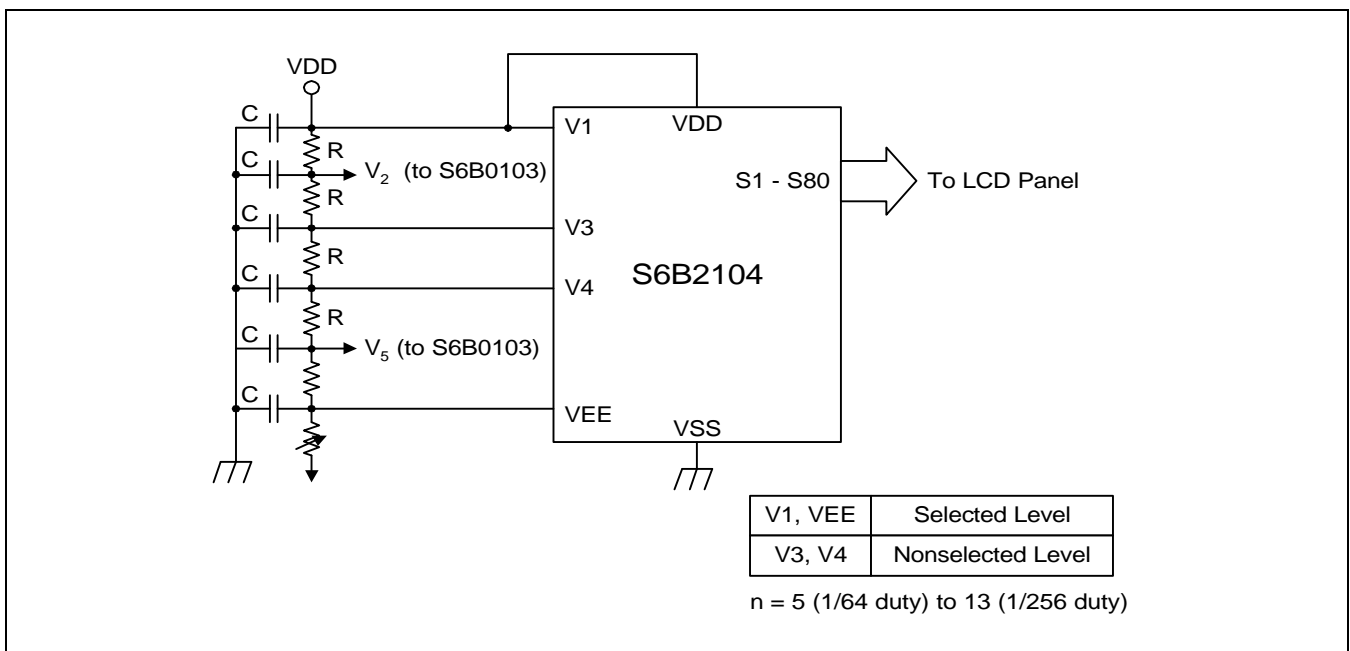 VDD
C
V1
VDD
R
C
V₂ (to S6B0103)
S1 - S80
To LCD Panel
R
C
V3
R
S6B2104
C
V4
R
C
V₅ (to S6B0103)
C
VEE
VSS
V1, VEE Selected Level
V3, V4 Nonselected Level
n = 5 (1/64 duty) to 13 (1/256 duty)